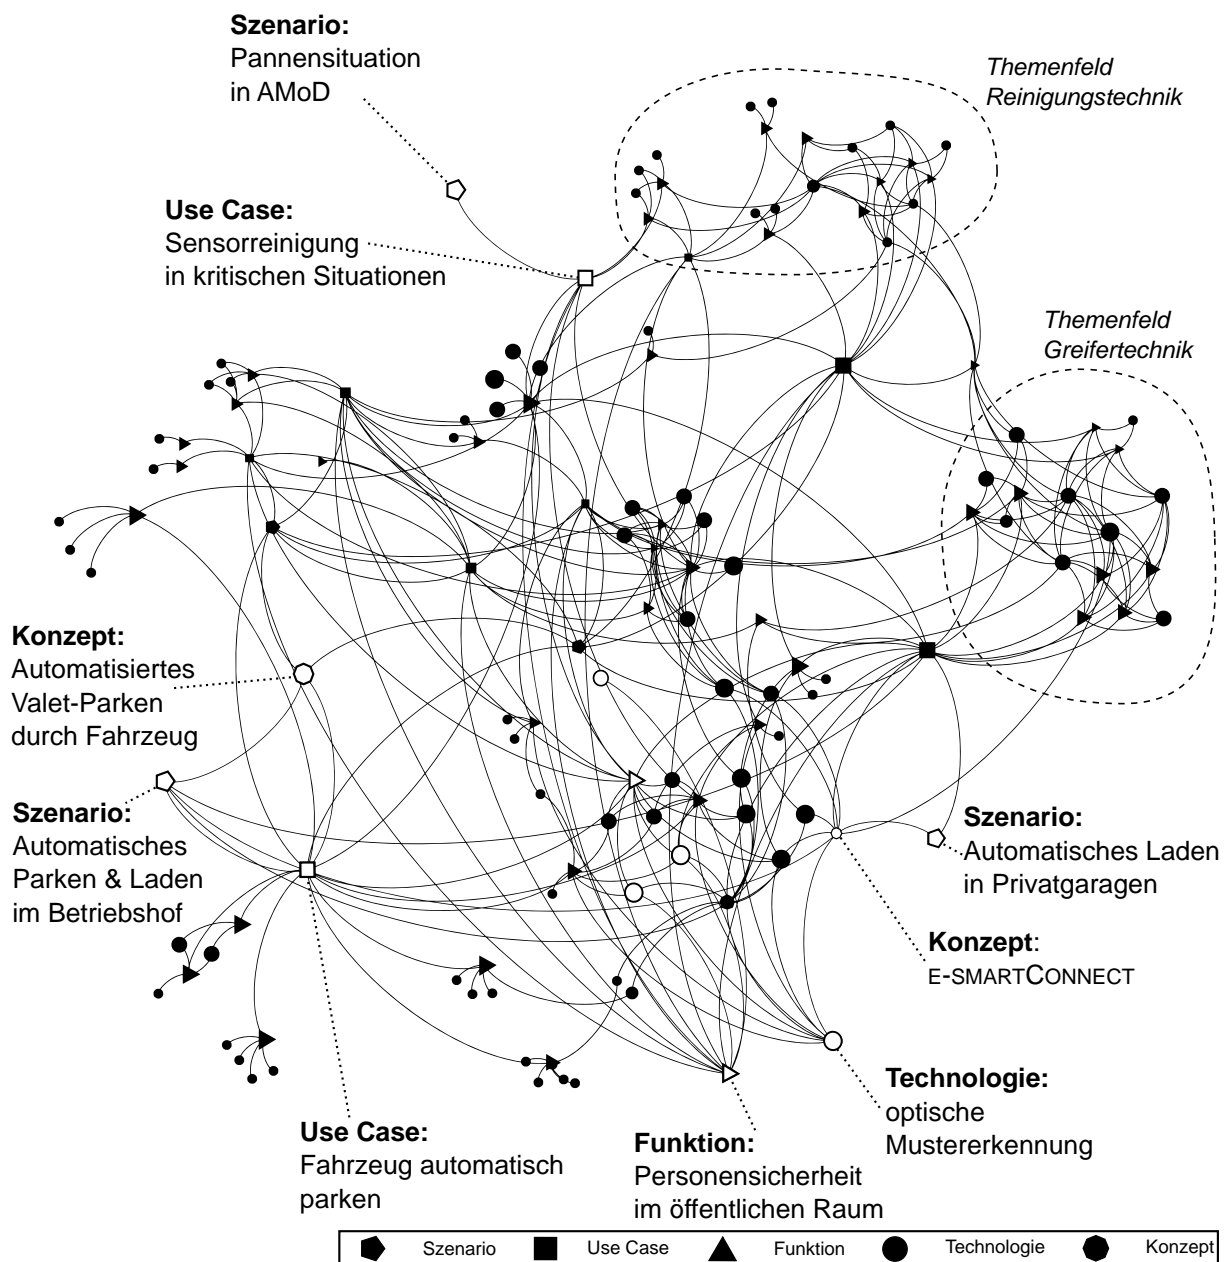 Szenario:
Pannensituation
in AMoD
Themenfeld
Reinigungstechnik
Use Case:
Sensorreinigung
in kritischen Situationen
Themenfeld
Greifertechnik
Konzept:
Automatisiertes
Valet-Parken
durch Fahrzeug
Szenario:
Automatisches
Parken & Laden
im Betriebshof
Szenario:
Automatisches Laden
in Privatgaragen
Konzept:
E-SMARTCONNECT
Technologie:
optische
Mustererkennung
Use Case:
Fahrzeug automatisch
parken
Funktion:
Personensicherheit
im öffentlichen Raum
Szenario Use Case Funktion Technologie Konzept